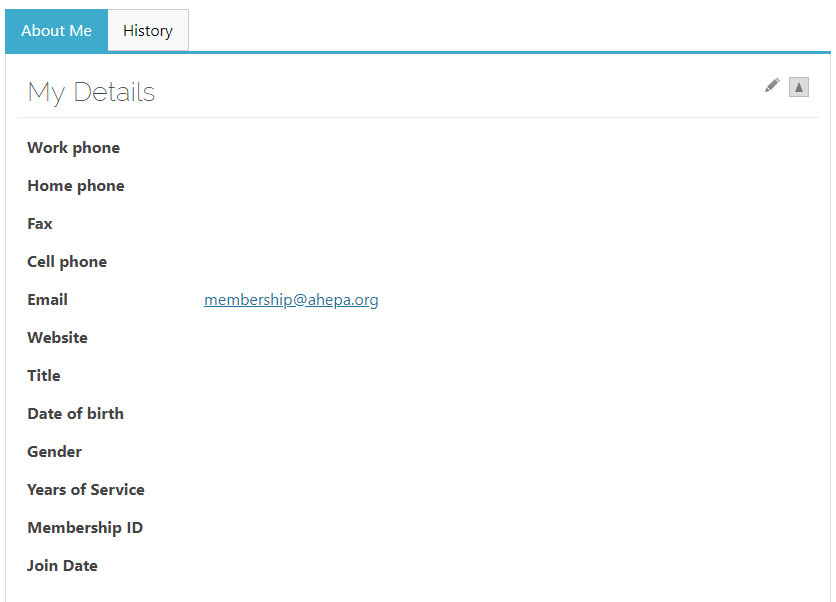 About Me History
My Details
Work phone
Home phone
Fax
Cell phone
Email membership@ahepa.org
Website
Title
Date of birth
Gender
Years of Service
Membership ID
Join Date